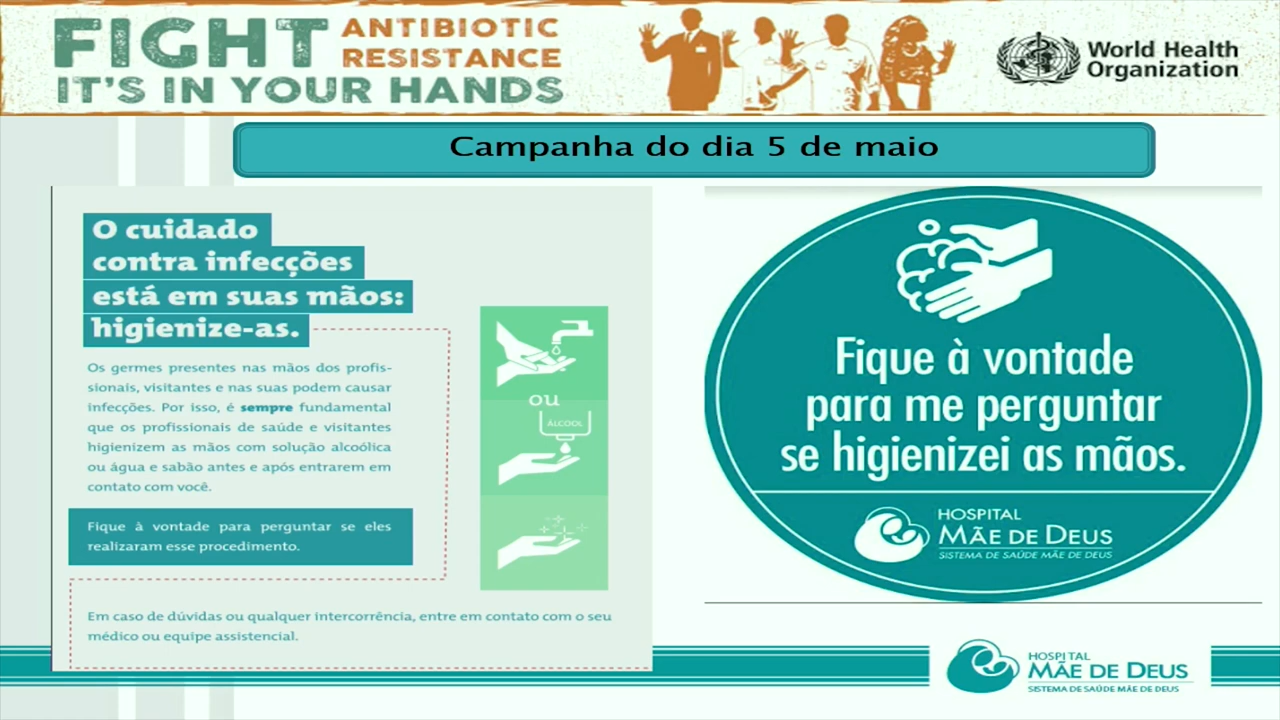 FIGHT ANTIBIOTIC
RESISTANCE
IT'S IN YOUR HANDS
World Health
Organization
Campanha do dia 5 de maio
O cuidado
contra infecções
está em suas mãos:
higienize-as.
Os germes presentes nas mãos dos profis-
sionais, visitantes e nas suas podem causar
infecções. Por isso, é sempre fundamental
que os profissionais de saúde e visitantes
higienizem as mãos com solução alcoólica
ou água e sabão antes e após entrarem em
contato com você.
Fique à vontade para perguntar se eles
realizaram esse procedimento.
Em caso de dúvidas ou qualquer intercorrência, entre em contato com o seu
médico ou equipe assistencial.
ou
ÁLCOOL
Fique à vontade
para me perguntar
se higienizei as mãos.
HOSPITAL
MÃE DE DEUS
SISTEMA DE SAÚDE MÃE DE DEUS
HOSPITAL
MÃE DE DEUS
SISTEMA DE SAÚDE MÃE DE DEUS